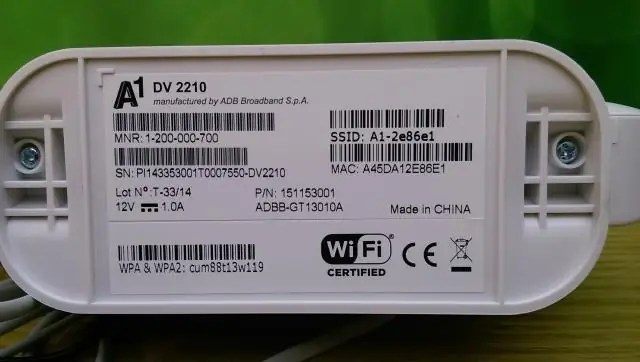 A1 DV 2210
manufactured by ADB Broadband S.p.A.
MNR: 1-200-000-700
SSID: A1-2e86e1
SN: PI143353001T0007550-DV2210
MAC: A45DA12E86E1
Lot Nº:T-33/14
P/N: 151153001
12V 1.0A
ADBB-GT13010A
Made in CHINA
WPA & WPA2: cum88t13w119
WiFi®
CERTIFIED
CE